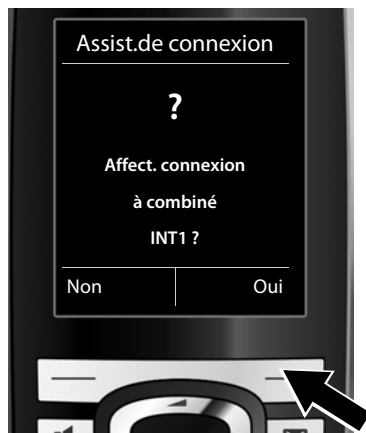 Assist.de connexion
?
Affect. connexion
à combiné
INT1 ?
Non Oui